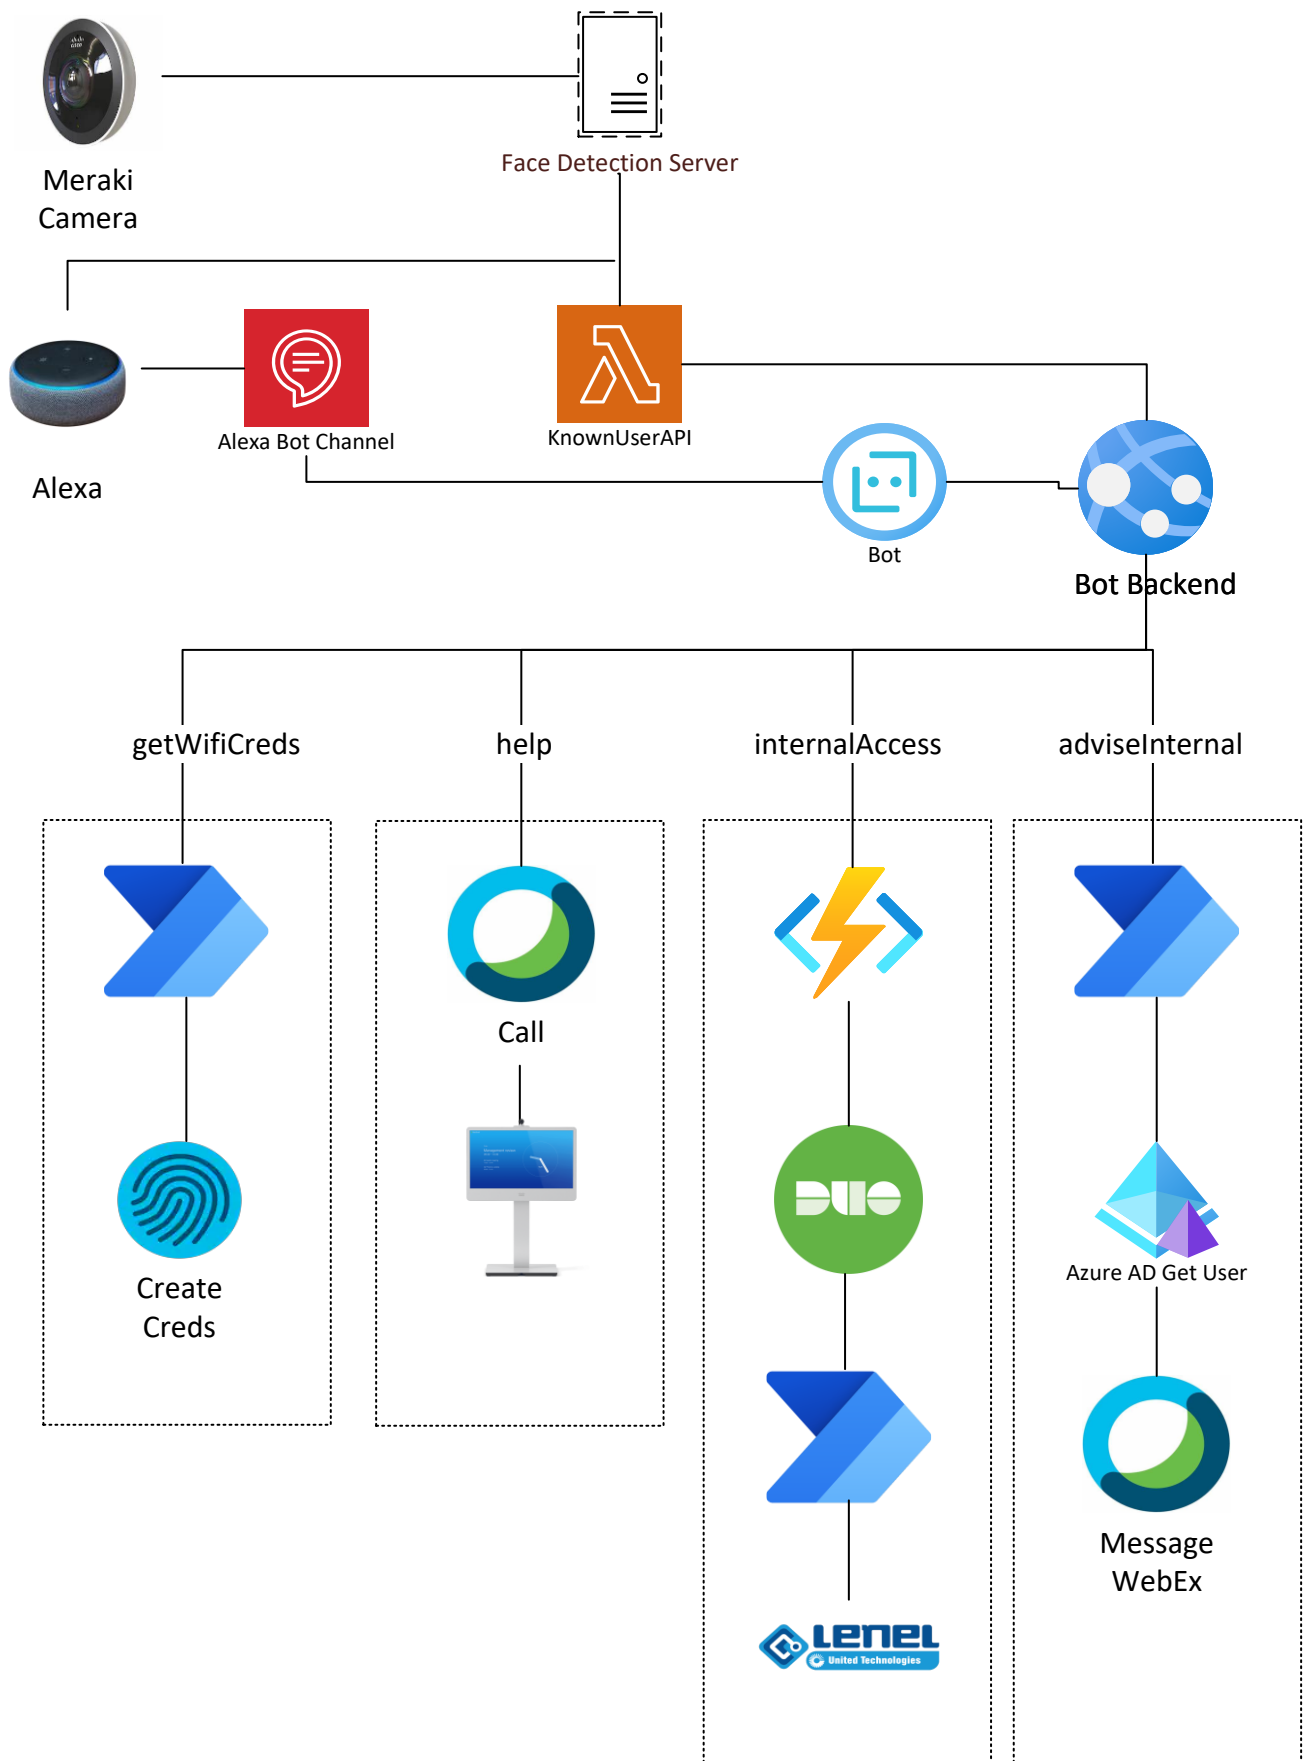 Face Detection Server
Meraki
Camera
Alexa Bot Channel
KnownUserAPI
Alexa
Bot
Bot Backend
getWifiCreds
help
internalAccess
adviseInternal
Call
DUO
Create
Creds
Azure AD Get User
Message
WebEx
LENEL
United Technologies